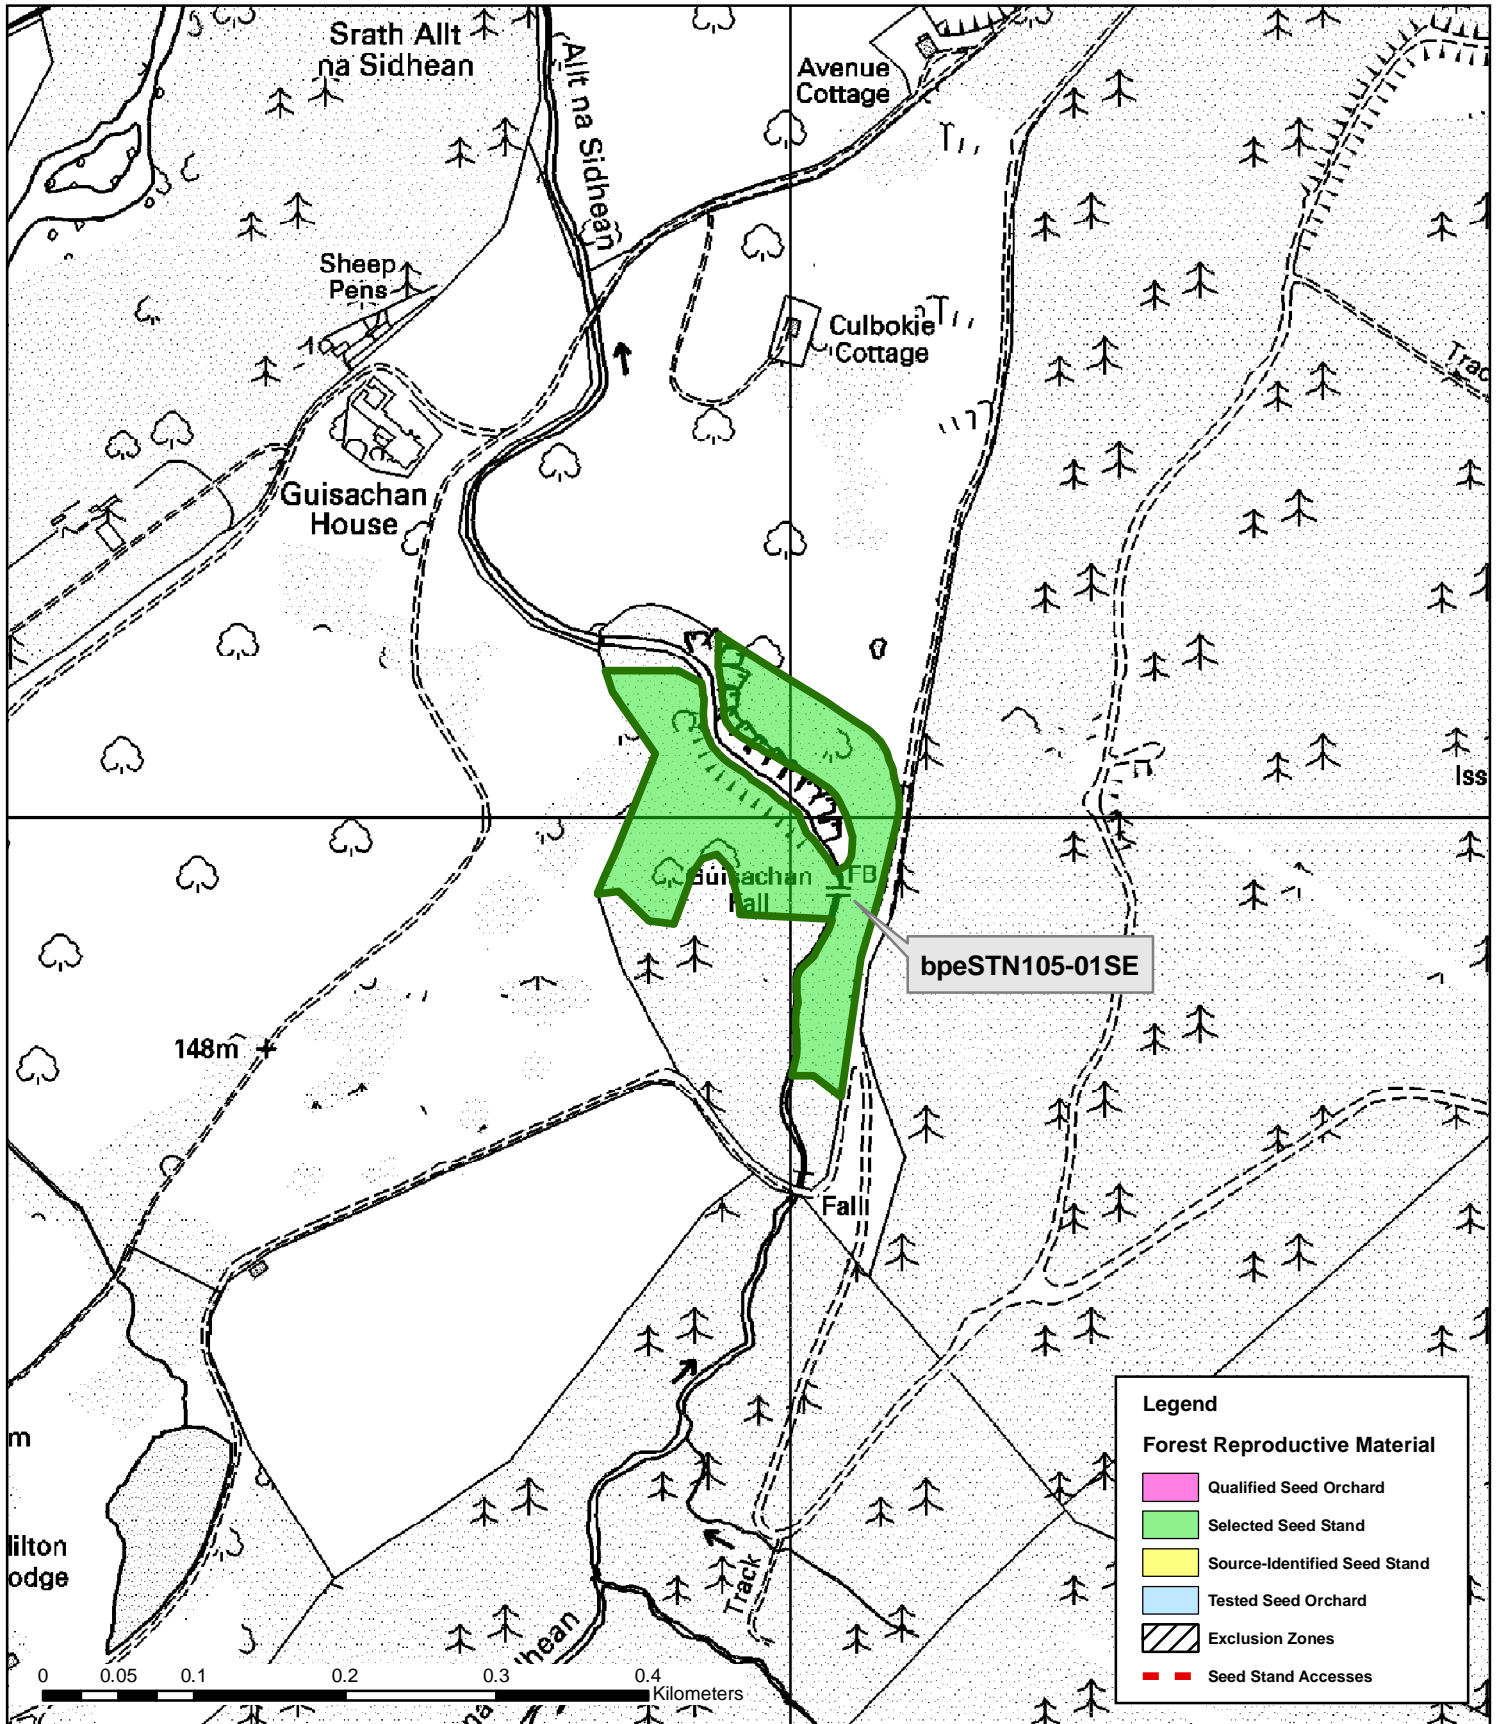 Srath Allt
na Sidhean
Allt na Sidhean
Avenue
Cottage
Sheep
Pens
Culbokie
Cottage
Trac
Guisachan
House
Iss
Guisachan
Fall
FB
bpeSTN105-01SE
148m
Fall
m
ilton
odge
Track
hean
na
0 0.05 0.1 0.2 0.3 0.4
Kilometers
Legend
Forest Reproductive Material
Qualified Seed Orchard
Selected Seed Stand
Source-Identified Seed Stand
Tested Seed Orchard
Exclusion Zones
Seed Stand Accesses